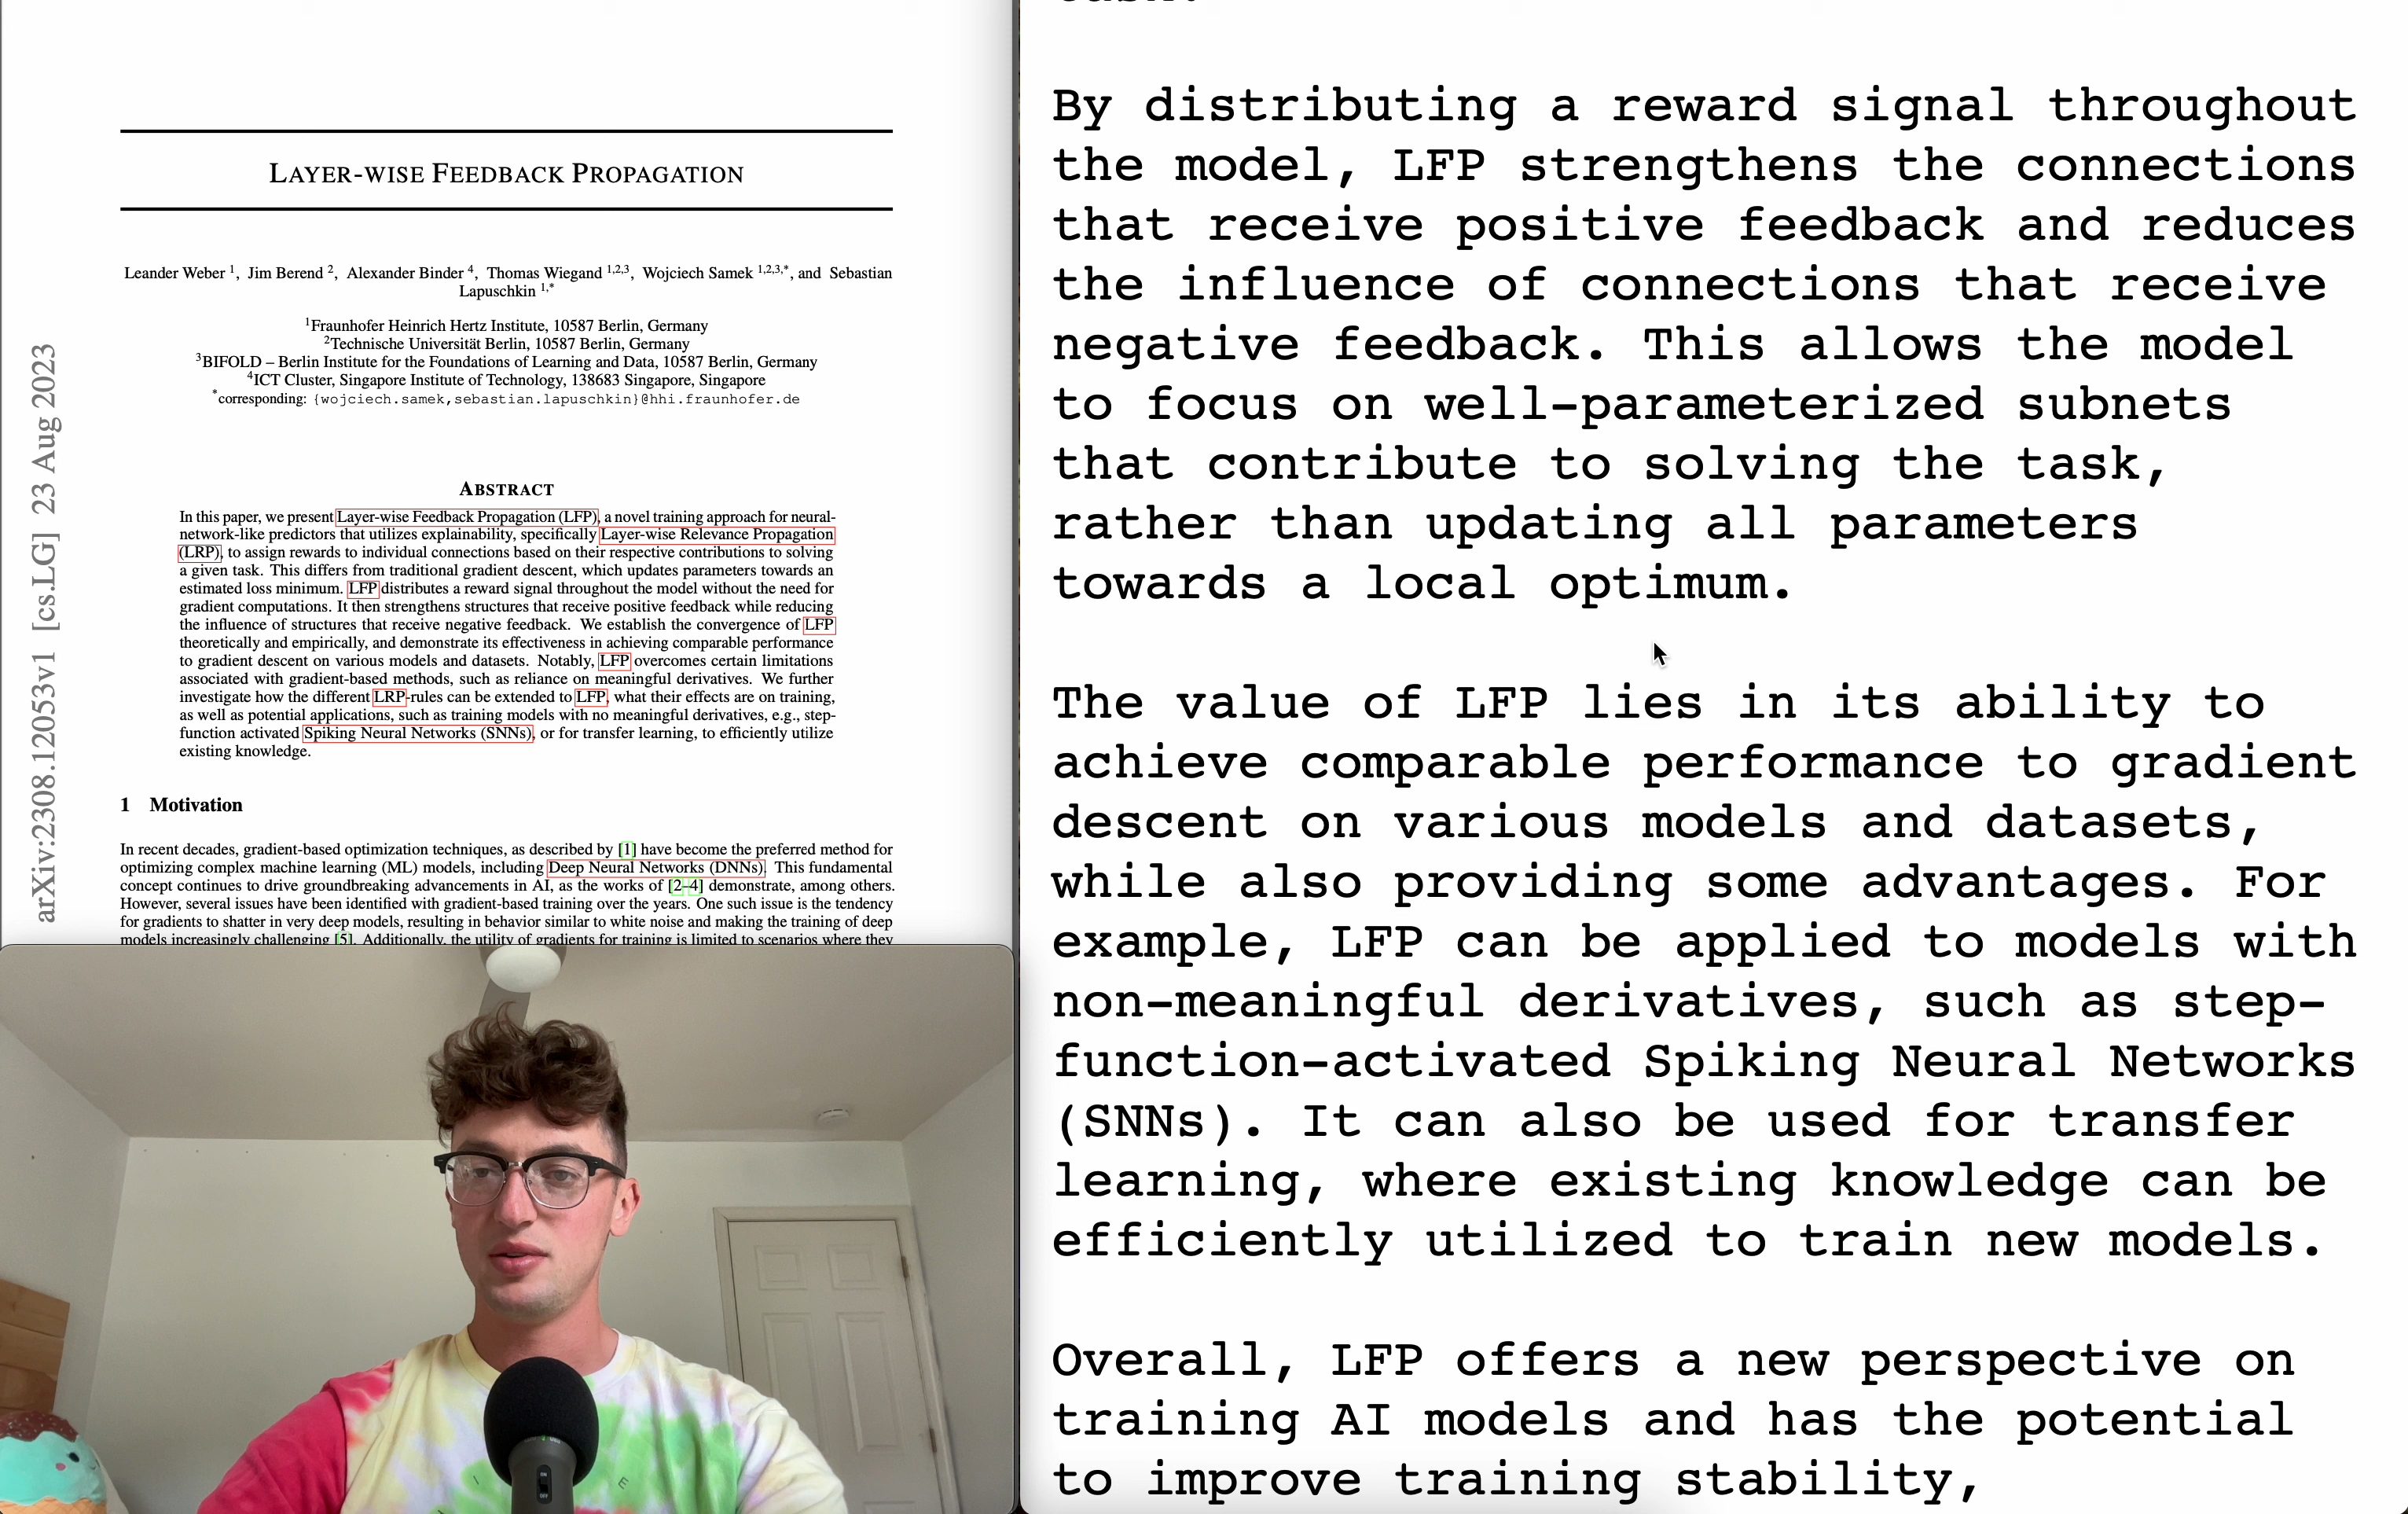 LAYER-WISE FEEDBACK PROPAGATION
Leander Weber 1, Jim Berend 2, Alexander Binder 4, Thomas Wiegand 1,2,3, Wojciech Samek 1,2,3,*, and Sebastian
Lapuschkin 1,*
1Fraunhofer Heinrich Hertz Institute, 10587 Berlin, Germany
2Technische Universität Berlin, 10587 Berlin, Germany
3BIFOLD – Berlin Institute for the Foundations of Learning and Data, 10587 Berlin, Germany
4ICT Cluster, Singapore Institute of Technology, 138683 Singapore, Singapore
*corresponding: {wojciech.samek,sebastian.lapuschkin}@hhi.fraunhofer.de
arXiv:2308.12053v1 [cs.LG] 23 Aug 2023
ABSTRACT
In this paper, we present Layer-wise Feedback Propagation (LFP), a novel training approach for neural-
network-like predictors that utilizes explainability, specifically Layer-wise Relevance Propagation
(LRP), to assign rewards to individual connections based on their respective contributions to solving
a given task. This differs from traditional gradient descent, which updates parameters towards an
estimated loss minimum. LFP distributes a reward signal throughout the model without the need for
gradient computations. It then strengthens structures that receive positive feedback while reducing
the influence of structures that receive negative feedback. We establish the convergence of LFP
theoretically and empirically, and demonstrate its effectiveness in achieving comparable performance
to gradient descent on various models and datasets. Notably, LFP overcomes certain limitations
associated with gradient-based methods, such as reliance on meaningful derivatives. We further
investigate how the different LRP-rules can be extended to LFP, what their effects are on training,
as well as potential applications, such as training models with no meaningful derivatives, e.g., step-
function activated Spiking Neural Networks (SNNs), or for transfer learning, to efficiently utilize
existing knowledge.
1 Motivation
In recent decades, gradient-based optimization techniques, as described by [1] have become the preferred method for
optimizing complex machine learning (ML) models, including Deep Neural Networks (DNNs). This fundamental
concept continues to drive groundbreaking advancements in AI, as the works of [2–4] demonstrate, among others.
However, several issues have been identified with gradient-based training over the years. One such issue is the tendency
for gradients to shatter in very deep models, resulting in behavior similar to white noise and making the training of deep
models increasingly challenging [5]. Additionally, the utility of gradients for training is limited to scenarios where they
By distributing a reward signal throughout
the model, LFP strengthens the connections
that receive positive feedback and reduces
the influence of connections that receive
negative feedback. This allows the model
to focus on well-parameterized subnets
that contribute to solving the task,
rather than updating all parameters
towards a local optimum.
The value of LFP lies in its ability to
achieve comparable performance to gradient
descent on various models and datasets,
while also providing some advantages. For
example, LFP can be applied to models with
non-meaningful derivatives, such as step-
function-activated Spiking Neural Networks
(SNNs). It can also be used for transfer
learning, where existing knowledge can be
efficiently utilized to train new models.
Overall, LFP offers a new perspective on
training AI models and has the potential
to improve training stability,